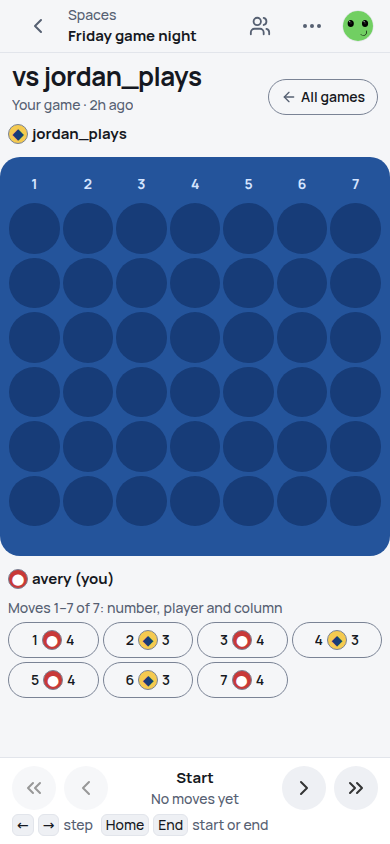 Spaces
Friday game night
vs jordan_plays
Your game · 2h ago
← All games
jordan_plays
1 2 3 4 5 6 7
avery (you)
Moves 1–7 of 7: number, player and column
1 4 2 3 3 4 4 3
5 4 6 3 7 4
Start
No moves yet
← → step Home End start or end